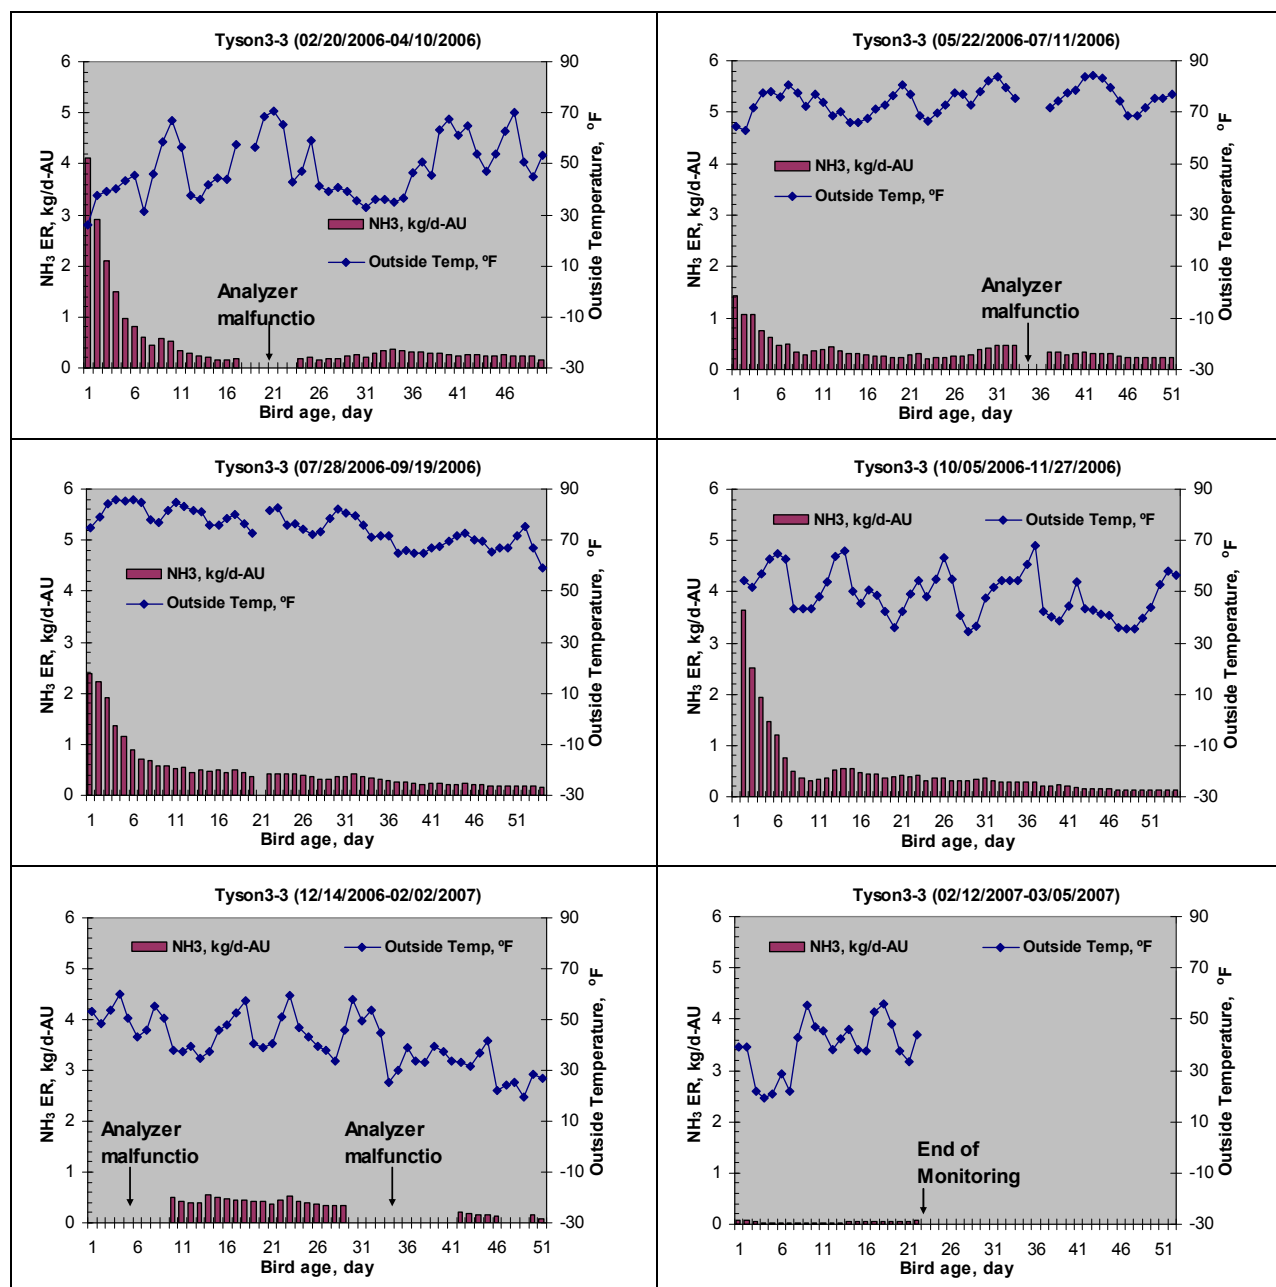 Tyson3-3 (02/20/2006-04/10/2006)
6
5
4
3
2
1
0
90
70
50
30
10
-10
-30
NH3 ER, kg/d-AU
Outside Temperature, ºF
NH3, kg/d-AU
Outside Temp, ºF
Analyzer
malfunctio
1 6 11 16 21 26 31 36 41 46
Bird age, day
Tyson3-3 (05/22/2006-07/11/2006)
6
5
4
3
2
1
0
90
70
50
30
10
-10
-30
NH3 ER, kg/d-AU
Outside Temperature, ºF
NH3, kg/d-AU
Outside Temp, ºF
Analyzer
malfunctio
1 6 11 16 21 26 31 36 41 46 51
Bird age, day
Tyson3-3 (07/28/2006-09/19/2006)
6
5
4
3
2
1
0
90
70
50
30
10
-10
-30
NH3 ER, kg/d-AU
Outside Temperature, ºF
NH3, kg/d-AU
Outside Temp, ºF
1 6 11 16 21 26 31 36 41 46 51
Bird age, day
Tyson3-3 (10/05/2006-11/27/2006)
6
5
4
3
2
1
0
90
70
50
30
10
-10
-30
NH3 ER, kg/d-AU
Outside Temperature, ºF
NH3, kg/d-AU Outside Temp, ºF
1 6 11 16 21 26 31 36 41 46 51
Bird age, day
Tyson3-3 (12/14/2006-02/02/2007)
6
5
4
3
2
1
0
90
70
50
30
10
-10
-30
NH3 ER, kg/d-AU
Outside Temperature, ºF
NH3, kg/d-AU Outside Temp, ºF
Analyzer
malfunctio
Analyzer
malfunctio
1 6 11 16 21 26 31 36 41 46 51
Bird age, day
Tyson3-3 (02/12/2007-03/05/2007)
6
5
4
3
2
1
0
90
70
50
30
10
-10
-30
NH3 ER, kg/d-AU
Outside Temperature, ºF
NH3, kg/d-AU Outside Temp, ºF
End of
Monitoring
1 6 11 16 21 26 31 36 41 46 51
Bird age, day